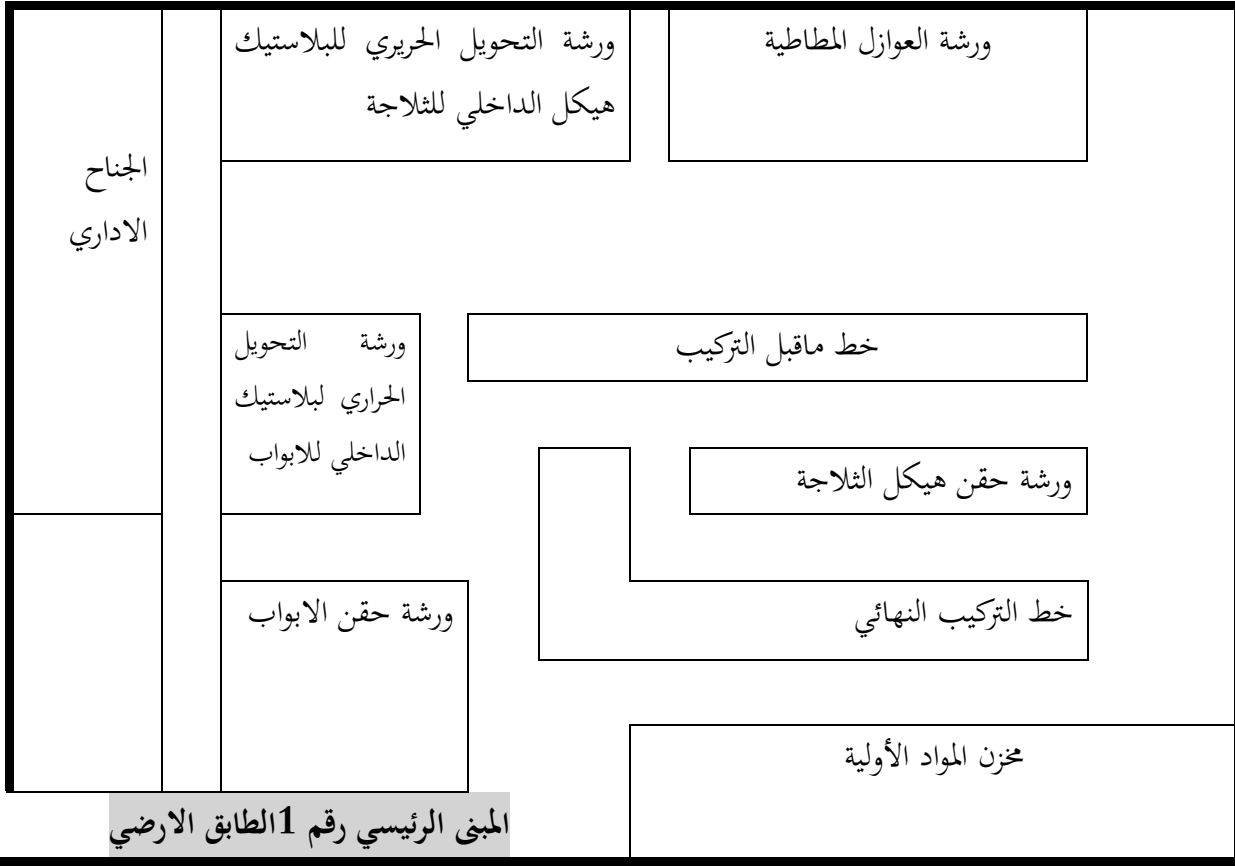 ورشة العوازل المطاطية
ورشة التحويل الحريري للبلاستيك
هيكل الداخلي للثلاجة
الجناح
الاداري
خط ماقبل التركيب
ورشة التحويل
الحراري لبلاستيك
الداخلي للابواب
ورشة حقن هيكل الثلاجة
خط التركيب النهائي
ورشة حقن الابواب
مخزن المواد الأولية
المبنى الرئيسي رقم 1الطابق الارضي